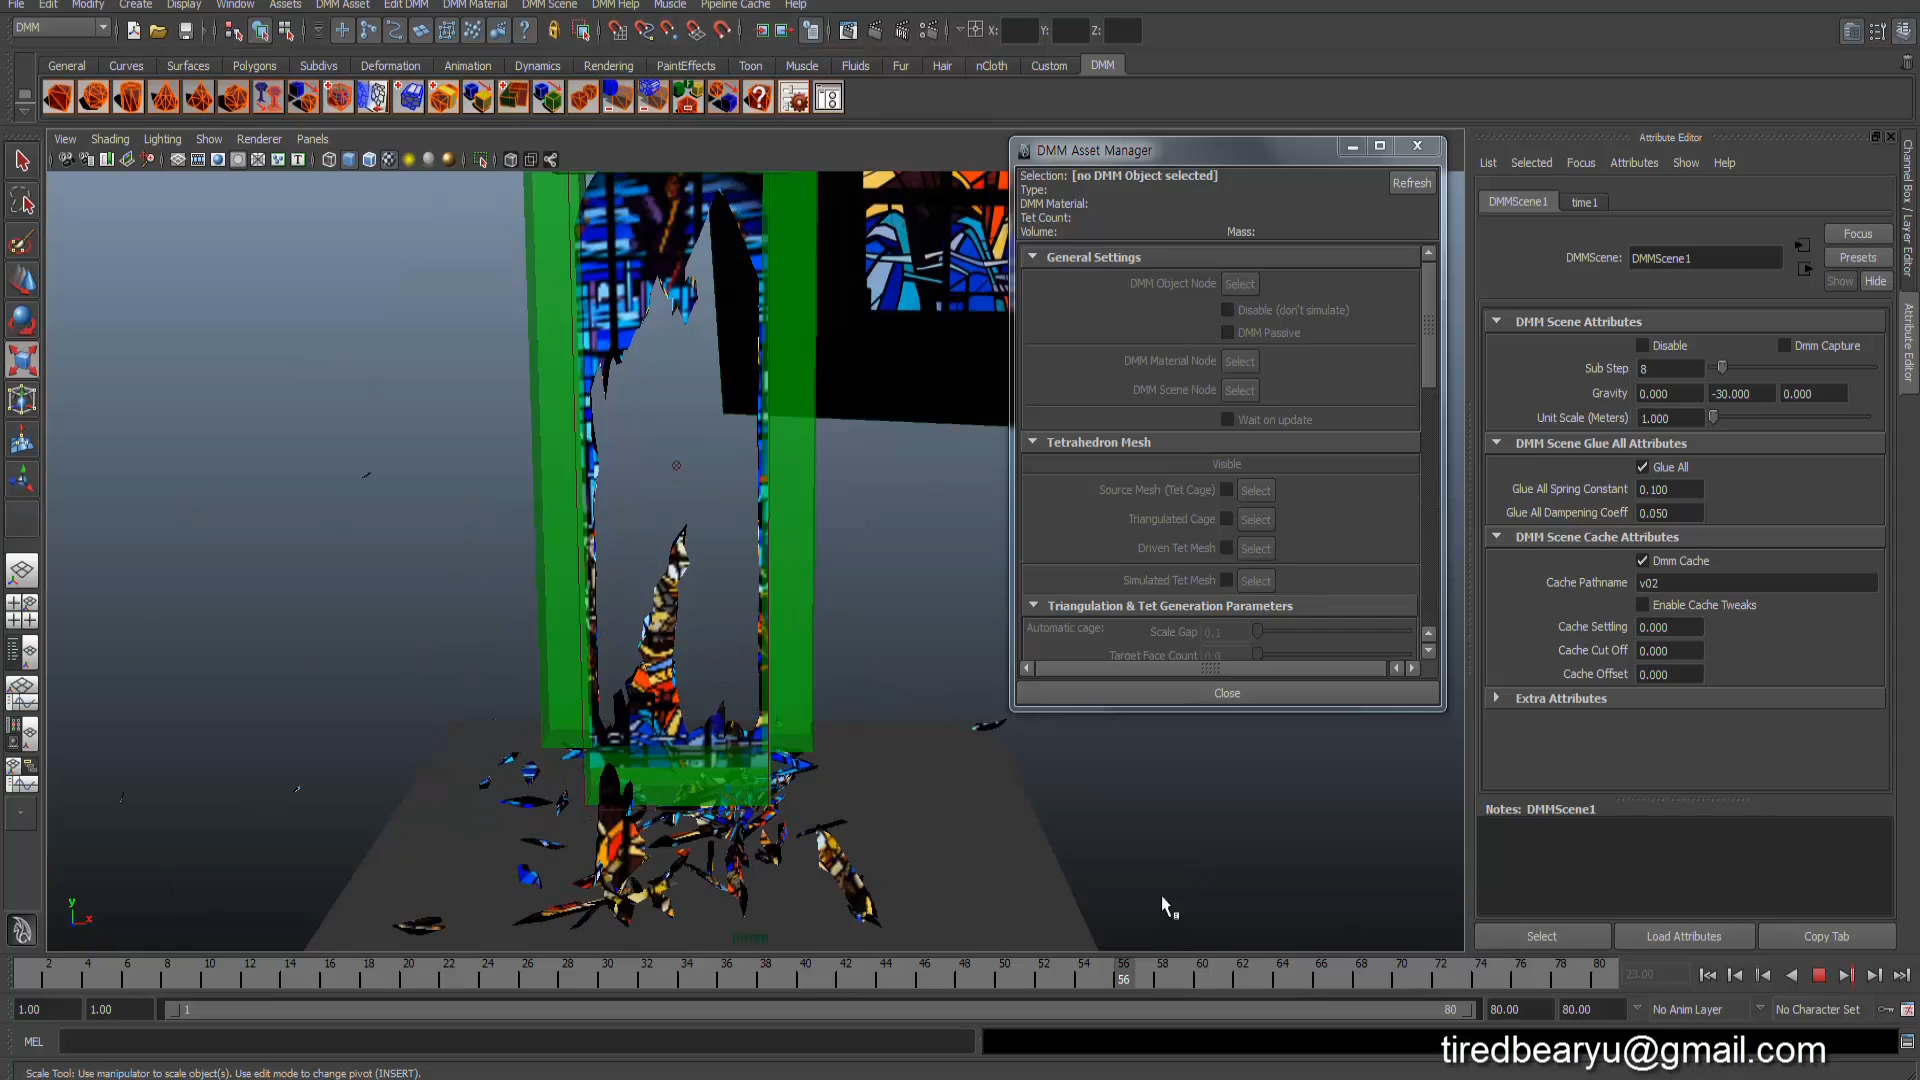 File Edit Modify Create Display Window Assets DMM Asset Edit DMM DMM Material DMM Scene DMM Help Muscle Pipeline Cache Help
DMM X: Y: Z:
General Curves Surfaces Polygons Subdivs Deformation Animation Dynamics Rendering PaintEffects Toon Muscle Fluids Fur Hair nCloth Custom DMM
View Shading Lighting Show Renderer Panels
DMM Asset Manager
Selection: [no DMM Object selected]
Refresh
Type:
DMM Material:
Tet Count:
Volume: Mass:
General Settings
DMM Object Node Select
Disable (don't simulate)
DMM Passive
DMM Material Node Select
DMM Scene Node Select
Wait on update
Tetrahedron Mesh
Visible
Source Mesh (Tet Cage) Select
Triangulated Cage Select
Driven Tet Mesh Select
Simulated Tet Mesh Select
Triangulation & Tet Generation Parameters
Automatic cage: Scale Gap 0.1
Target Face Count 0.0
Close
Attribute Editor
List Selected Focus Attributes Show Help
DMMScene1 time1
Focus
DMMScene: DMMScene1 Presets
Show Hide
DMM Scene Attributes
Disable Dmm Capture
Sub Step 8
Gravity 0.000 -30.000 0.000
Unit Scale (Meters) 1.000
DMM Scene Glue All Attributes
Glue All
Glue All Spring Constant 0.100
Glue All Dampening Coeff 0.050
DMM Scene Cache Attributes
Dmm Cache
Cache Pathname v02
Enable Cache Tweaks
Cache Settling 0.000
Cache Cut Off 0.000
Cache Offset 0.000
Extra Attributes
Notes: DMMScene1
Select Load Attributes Copy Tab
Channel Box / Layer Editor
Attribute Editor
y
x
persp
2 4 6 8 10 12 14 16 18 20 22 24 26 28 30 32 34 36 38 40 42 44 46 48 50 52 54 56 58 60 62 64 66 68 70 72 74 76 78 80
56
23.00
1.00 1.00 1 80 80.00 80.00 No Anim Layer No Character Set
MEL
tiredbearyu@gmail.com
Scale Tool: Use manipulator to scale object(s). Use edit mode to change pivot (INSERT).